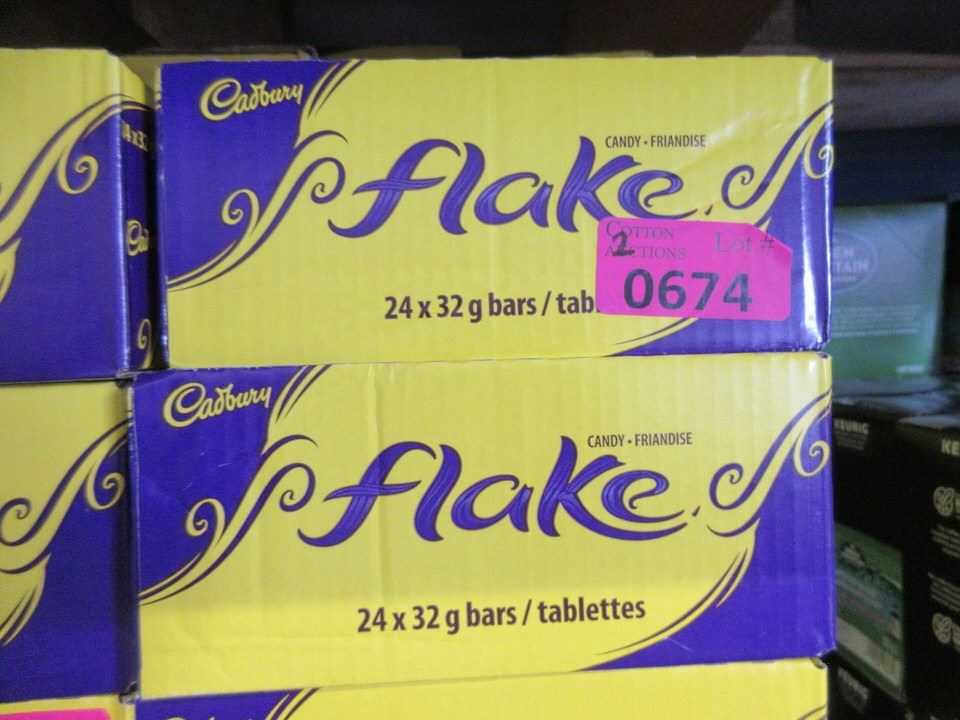 Cadbury
CANDY • FRIANDISE
flake
COTTON
2
AUCTIONS
Lot #
0674
24 x 32 g bars / tab
Cadbury
CANDY • FRIANDISE
flake
24 x 32 g bars / tablettes
KEURIG